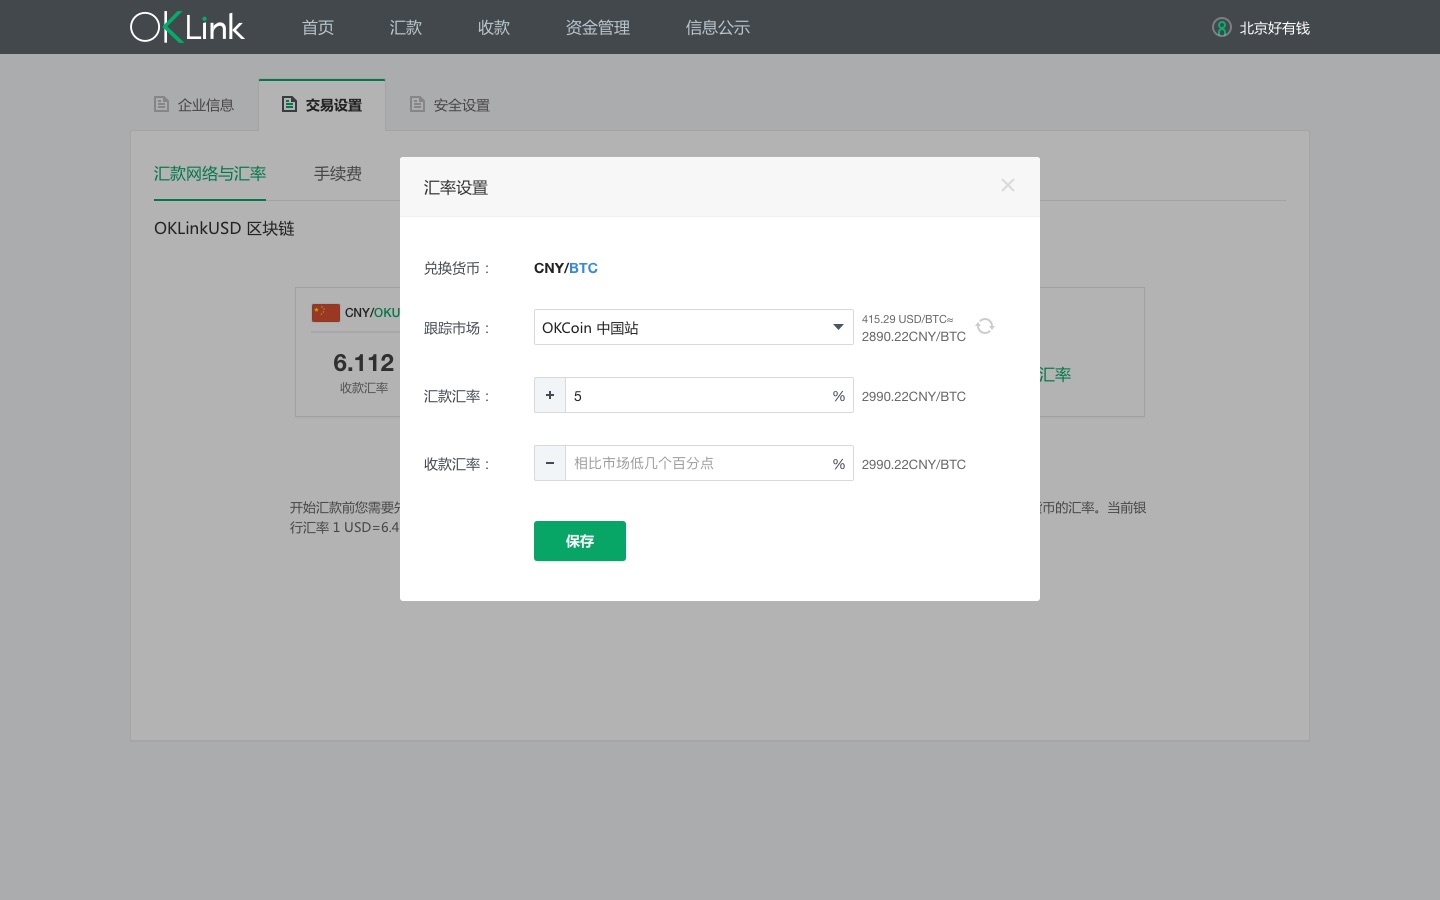 OKLink 首页 汇款 收款 资金管理 信息公示 北京好有钱
企业信息 交易设置 安全设置
汇款网络与汇率 手续费
OKLinkUSD 区块链
CNY/OKU
6.112
收款汇率
汇率
开始汇款前您需要
币的汇率。当前银
行汇率 1 USD=6.4
汇率设置
兑换货币： CNY/BTC
跟踪市场： OKCoin 中国站 415.29 USD/BTC≈
2890.22CNY/BTC
汇款汇率： + 5 % 2990.22CNY/BTC
收款汇率： − 相比市场低几个百分点 % 2990.22CNY/BTC
保存